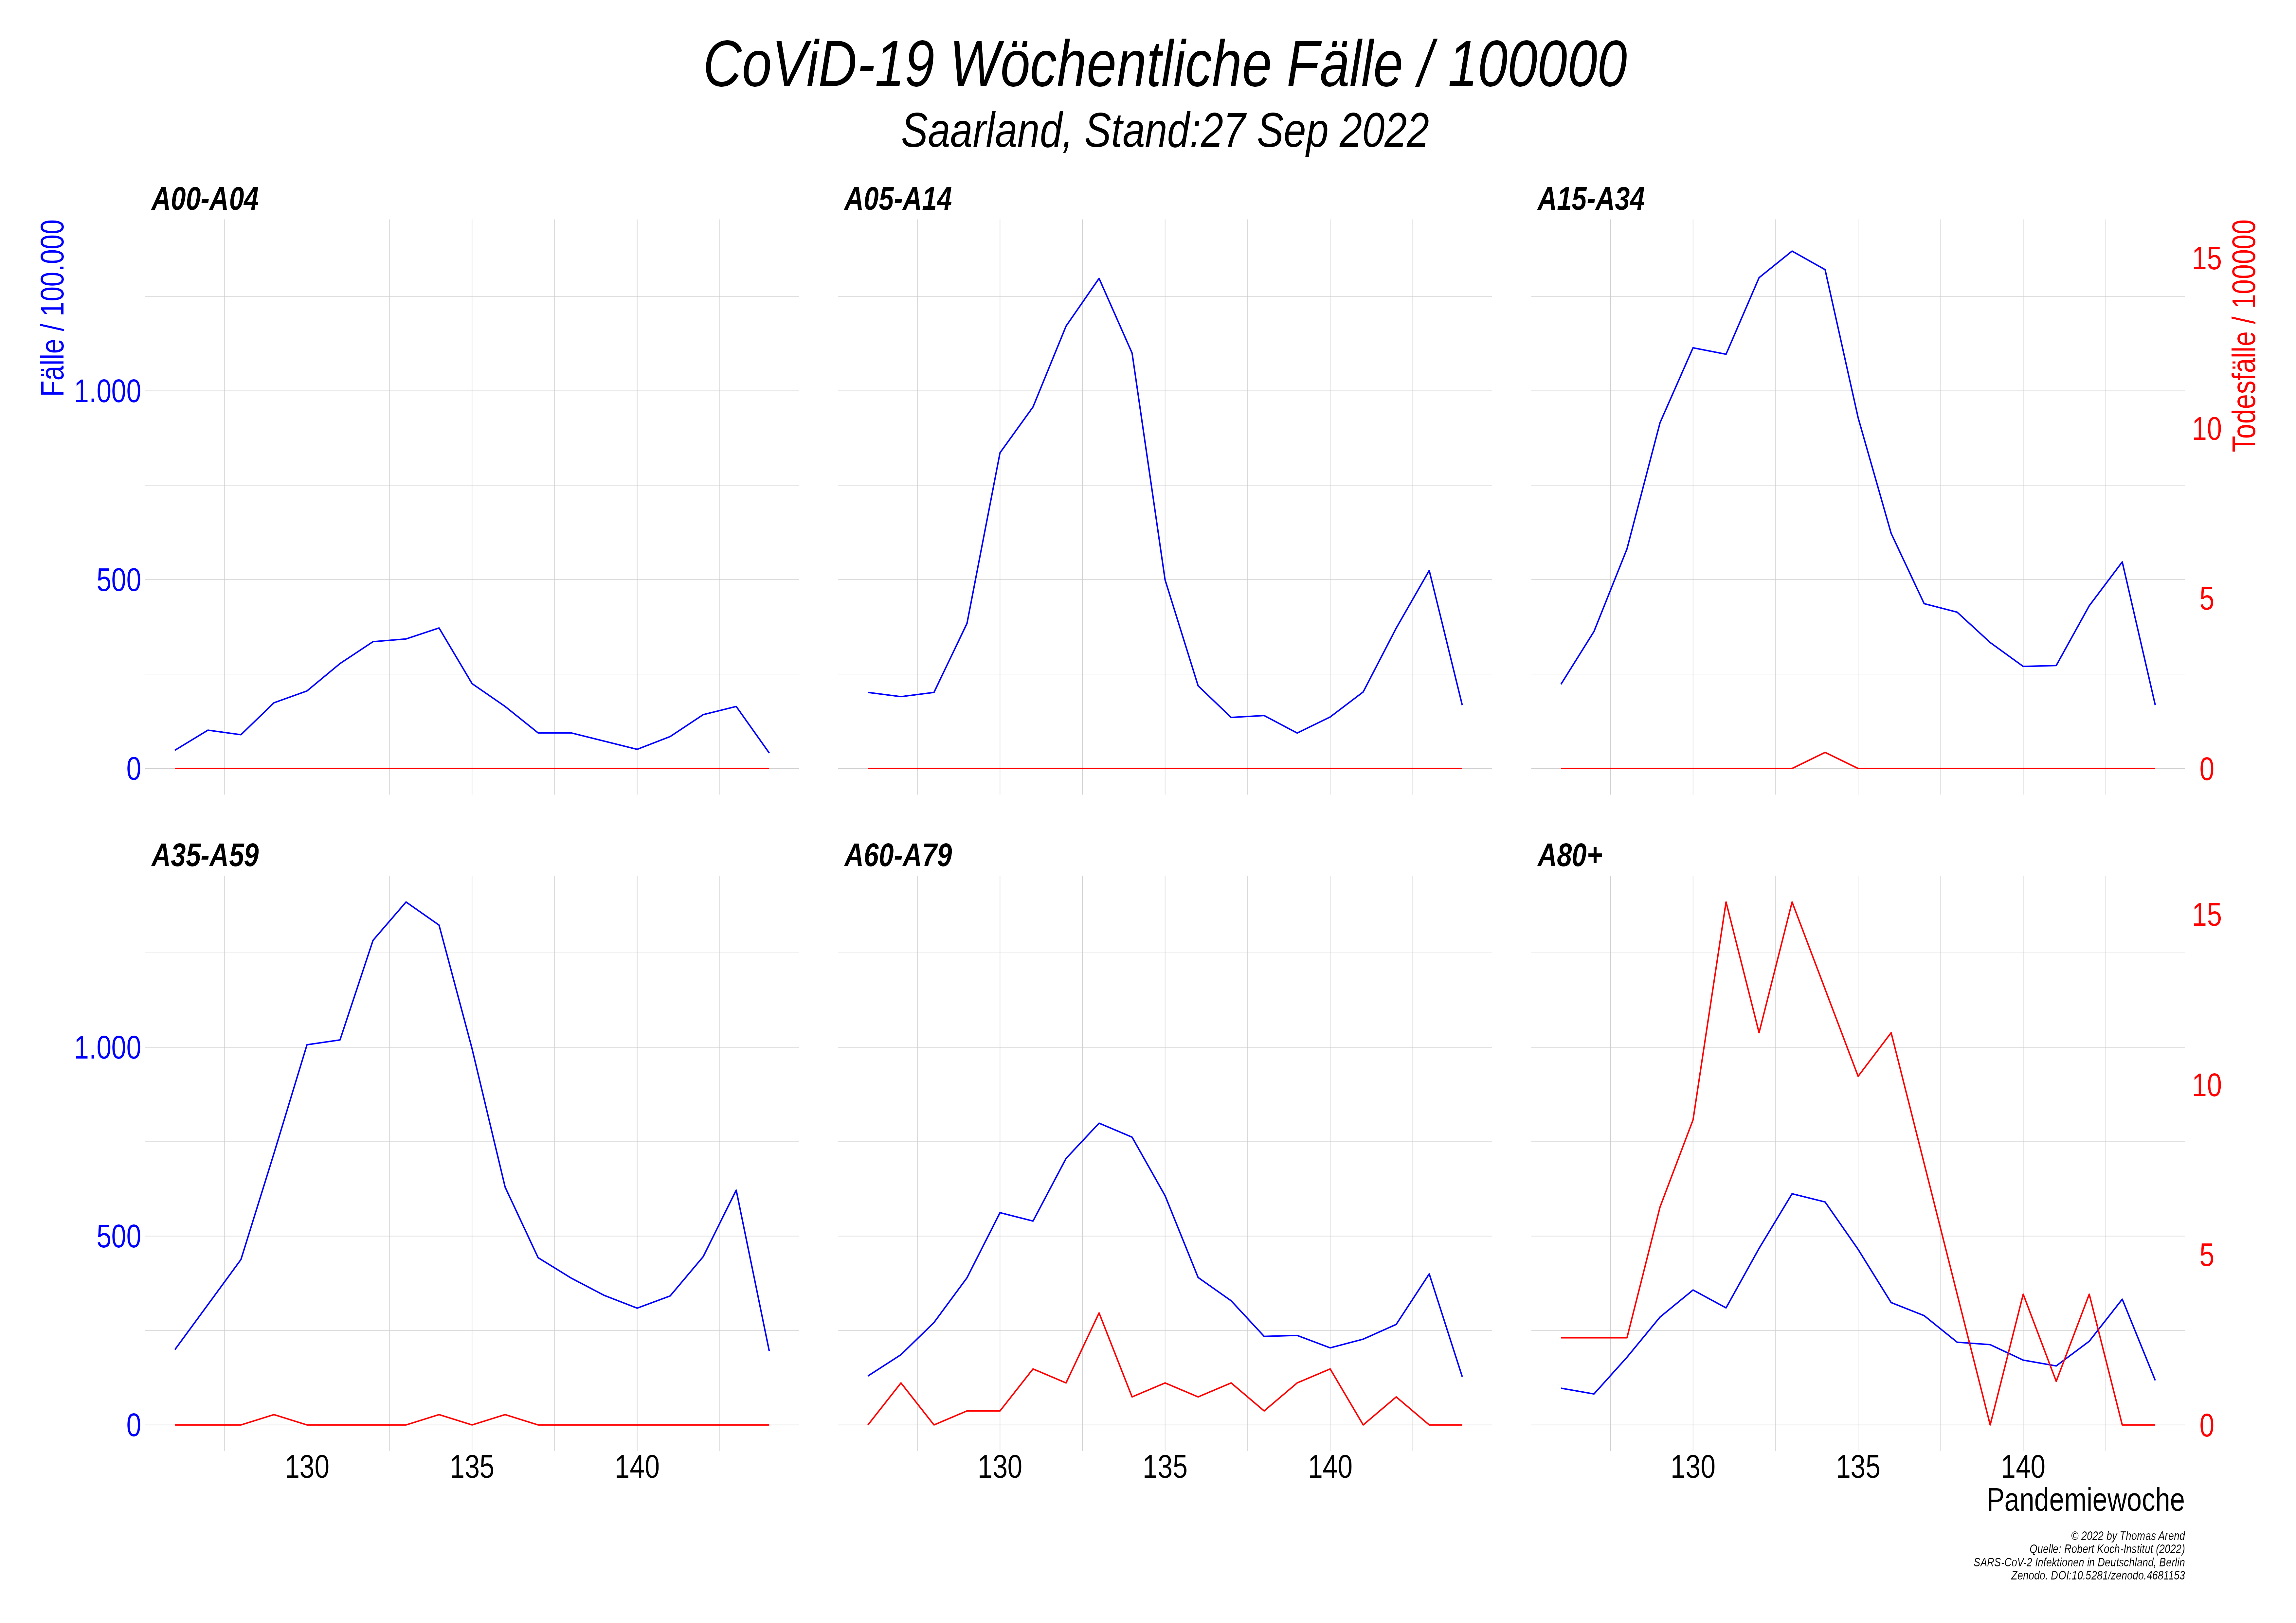 CoViD-19 Wöchentliche Fälle / 100000
Saarland, Stand:27 Sep 2022
A00-A04
A05-A14
A15-A34
Fälle / 100.000
1.000
500
0
15
10
5
0
Todesfälle / 100000
A35-A59
A60-A79
A80+
1.000
500
0
15
10
5
0
130 135 140
130 135 140
130 135 140
Pandemiewoche
© 2022 by Thomas Arend
Quelle: Robert Koch-Institut (2022)
SARS-CoV-2 Infektionen in Deutschland, Berlin
Zenodo. DOI:10.5281/zenodo.4681153